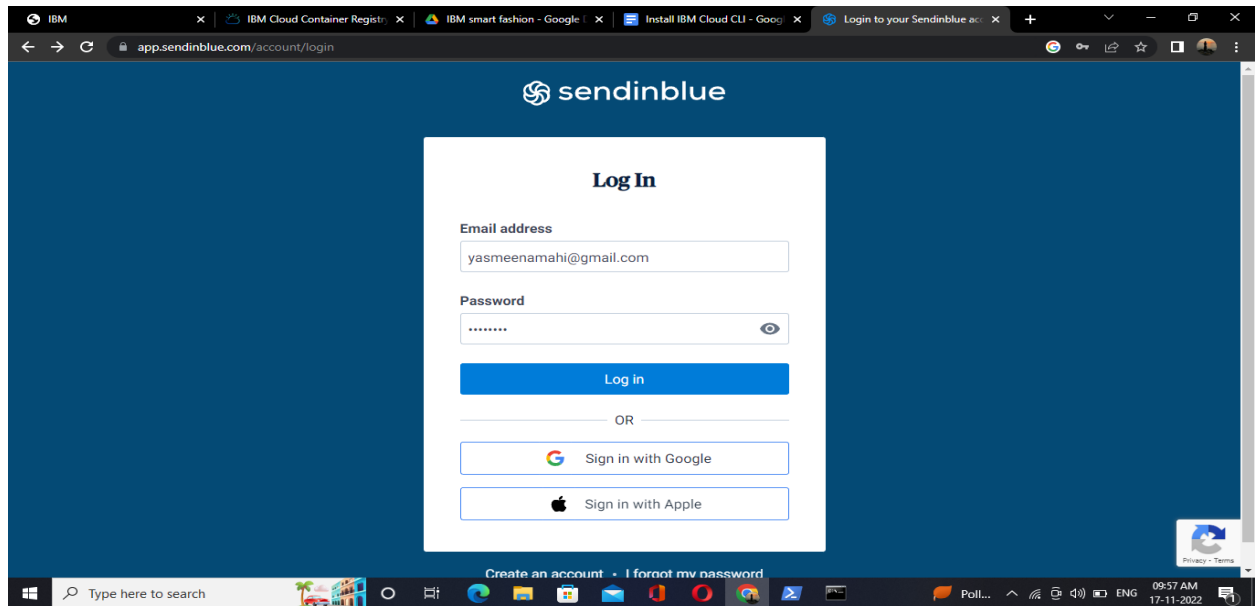 IBM
IBM Cloud Container Registry
IBM smart fashion - Google D
Install IBM Cloud CLI - Goog
Login to your Sendinblue acc
app.sendinblue.com/account/login
sendinblue
Log In
Email address
yasmeenamahi@gmail.com
Password
........
Log in
OR
Sign in with Google
Sign in with Apple
Privacy - Terms
Create an account • I forgot my password
Type here to search
Poll...
ENG
09:57 AM
17-11-2022
1